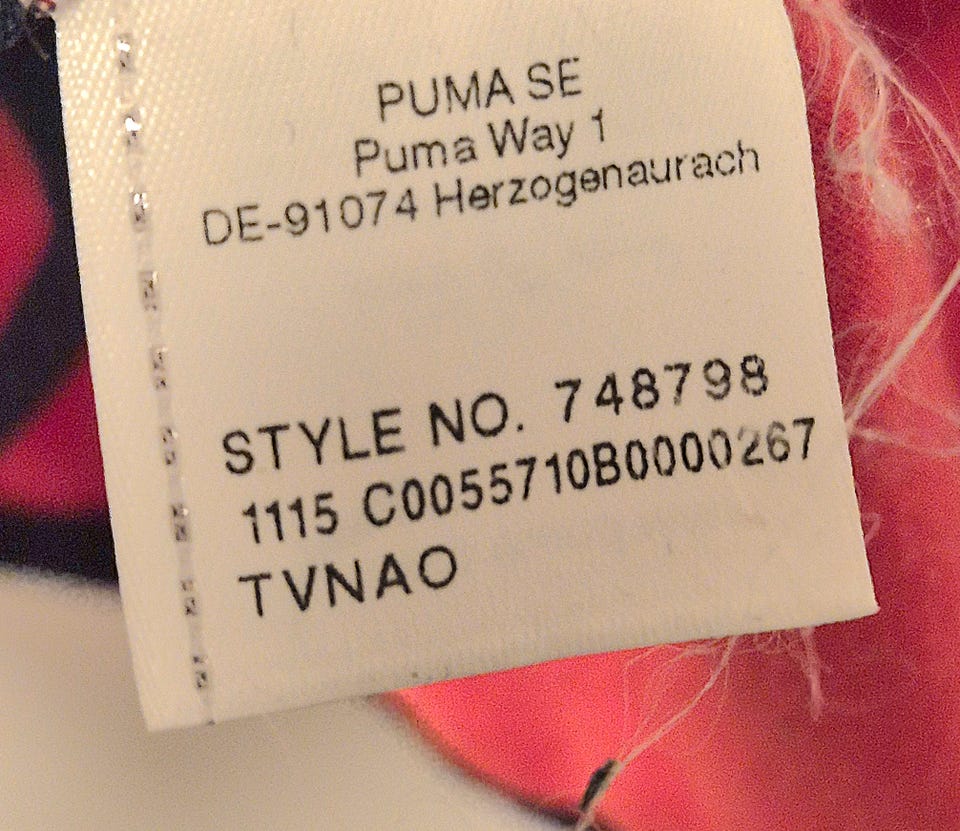 PUMA SE
Puma Way 1
DE-91074 Herzogenaurach
STYLE NO. 748798
1115 C0055710B0000267
TVNAO